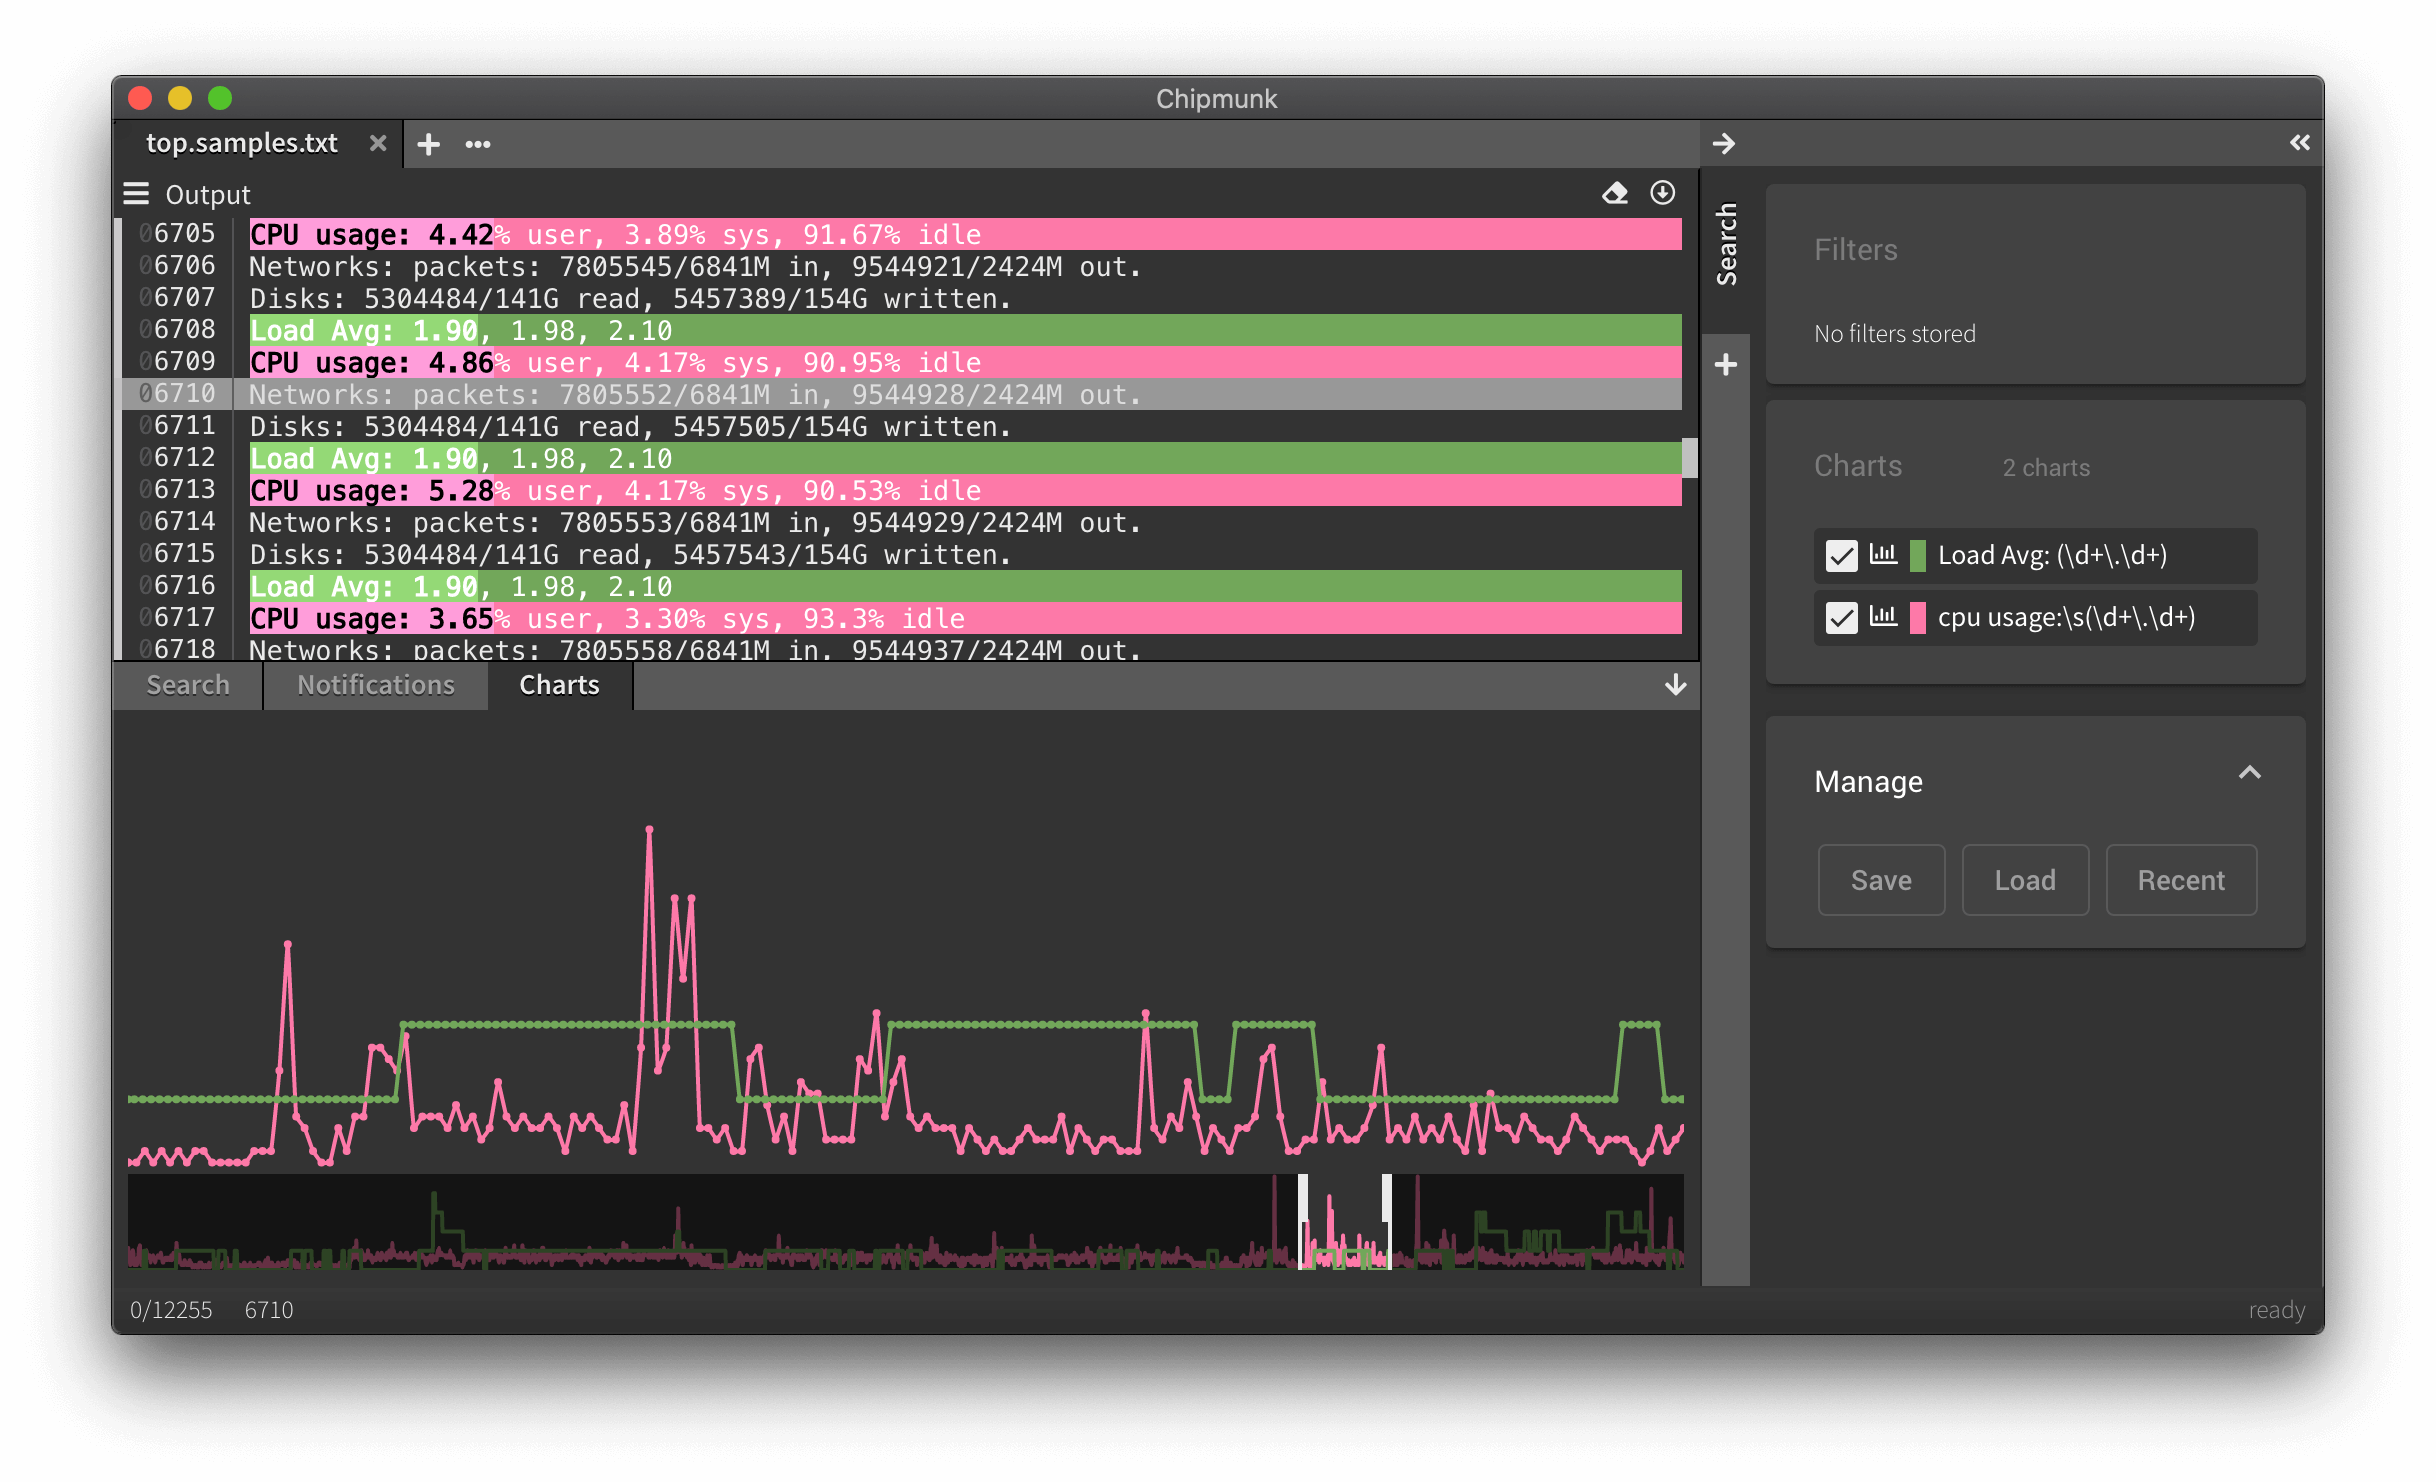 Chipmunk
top.samples.txt
Output
06705 CPU usage: 4.42% user, 3.89% sys, 91.67% idle
06706 Networks: packets: 7805545/6841M in, 9544921/2424M out.
06707 Disks: 5304484/141G read, 5457389/154G written.
06708 Load Avg: 1.90, 1.98, 2.10
06709 CPU usage: 4.86% user, 4.17% sys, 90.95% idle
06710 Networks: packets: 7805552/6841M in, 9544928/2424M out.
06711 Disks: 5304484/141G read, 5457505/154G written.
06712 Load Avg: 1.90, 1.98, 2.10
06713 CPU usage: 5.28% user, 4.17% sys, 90.53% idle
06714 Networks: packets: 7805553/6841M in, 9544929/2424M out.
06715 Disks: 5304484/141G read, 5457543/154G written.
06716 Load Avg: 1.90, 1.98, 2.10
06717 CPU usage: 3.65% user, 3.30% sys, 93.3% idle
06718 Networks: packets: 7805558/6841M in, 9544937/2424M out.
Search Notifications Charts
0/12255 6710
Search
Filters
No filters stored
Charts 2 charts
Load Avg: (\d+\.\d+)
cpu usage:\s(\d+\.\d+)
Manage
Save Load Recent
ready